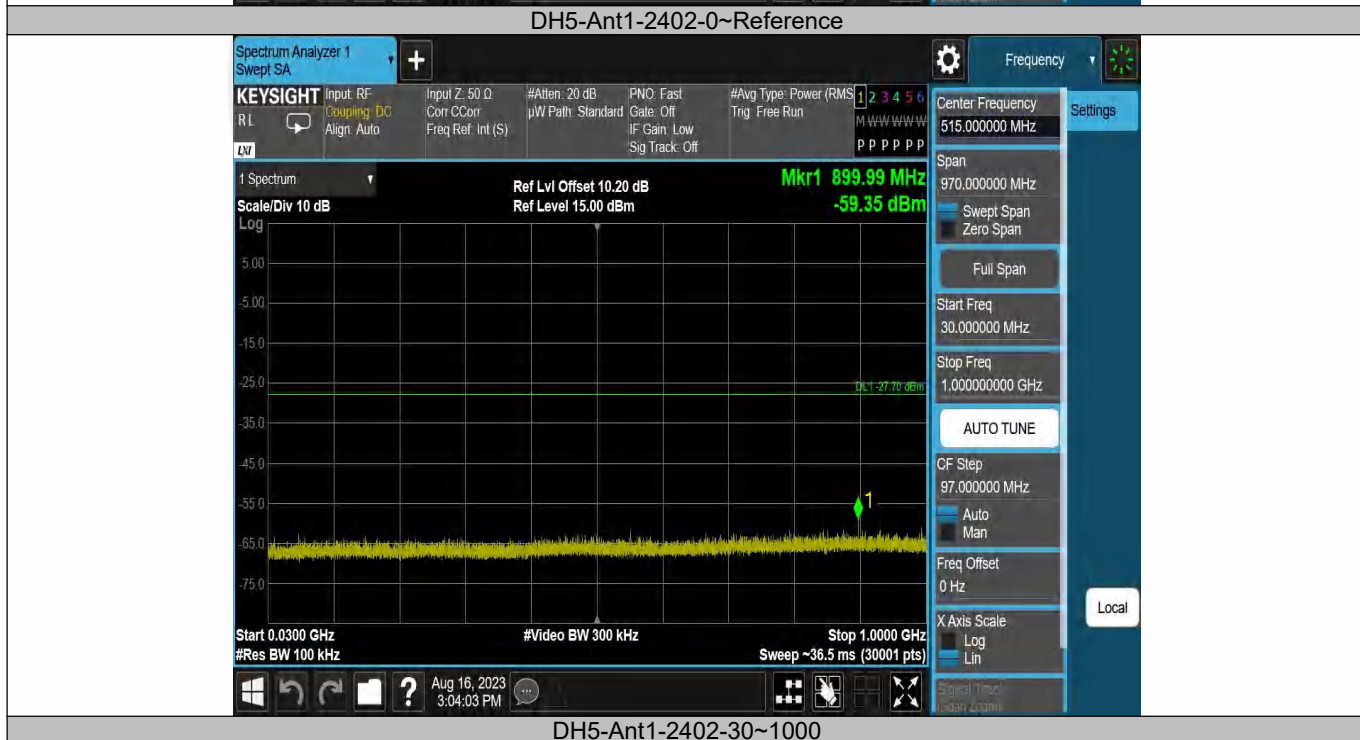 DH5-Ant1-2402-0~Reference
Spectrum Analyzer 1
Swept SA
+
Frequency
KEYSIGHT
RL
LXI
Input: RF
Coupling: DC
Align: Auto
Input Z: 50 Ω
Corr CCorr
Freq Ref: Int (S)
#Atten: 20 dB
µW Path: Standard
PNO: Fast
Gate: Off
IF Gain: Low
Sig Track: Off
#Avg Type: Power (RMS
Trig: Free Run
1 2 3 4 5 6
M W W W W W
P P P P P P
1 Spectrum
Scale/Div 10 dB
Log
Ref Lvl Offset 10.20 dB
Ref Level 15.00 dBm
Mkr1 899.99 MHz
-59.35 dBm
5.00
-5.00
-15.0
-25.0
DL1 -27.70 dBm
-35.0
-45.0
-55.0
1
-65.0
-75.0
Start 0.0300 GHz
#Res BW 100 kHz
#Video BW 300 kHz
Stop 1.0000 GHz
Sweep ~36.5 ms (30001 pts)
Center Frequency
515.000000 MHz
Settings
Span
970.000000 MHz
Swept Span
Zero Span
Full Span
Start Freq
30.000000 MHz
Stop Freq
1.000000000 GHz
AUTO TUNE
CF Step
97.000000 MHz
Auto
Man
Freq Offset
0 Hz
X Axis Scale
Log
Lin
Local
?
Aug 16, 2023
3:04:03 PM
DH5-Ant1-2402-30~1000